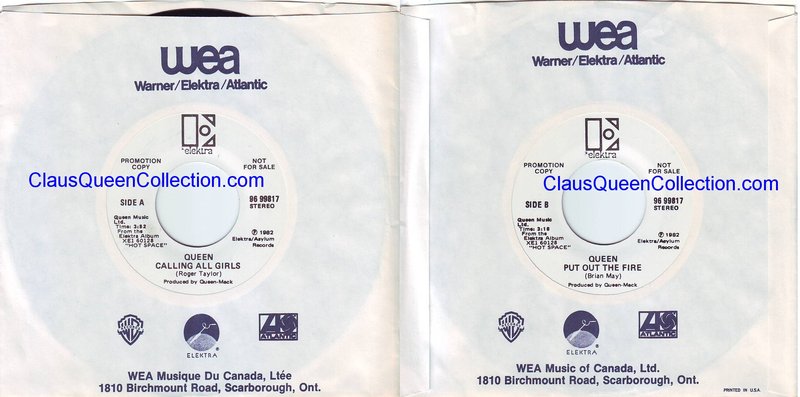 wea
Warner/Elektra/Atlantic
elektra
PROMOTION
COPY
NOT
FOR SALE
ClausQueenCollection.com
SIDE A
96 99817
STEREO
Queen Music
Ltd.
Time: 3:52
From the
Elektra Album
XE1 60128
"HOT SPACE"
Ⓟ 1982
Elektra/Asylum
Records
QUEEN
CALLING ALL GIRLS
(Roger Taylor)
Produced by Queen-Mack
ELEKTRA
ATLANTIC
WEA Musique Du Canada, Ltée
1810 Birchmount Road, Scarborough, Ont.
wea
Warner/Elektra/Atlantic
elektra
PROMOTION
COPY
NOT
FOR SALE
ClausQueenCollection.com
SIDE B
96 99817
STEREO
Queen Music
Ltd.
Time: 3:18
From the
Elektra Album
XE1 60128
"HOT SPACE"
Ⓟ 1982
Elektra/Asylum
Records
QUEEN
PUT OUT THE FIRE
(Brian May)
Produced by Queen-Mack
ELEKTRA
ATLANTIC
WEA Music of Canada, Ltd.
1810 Birchmount Road, Scarborough, Ont.
PRINTED IN U.S.A.